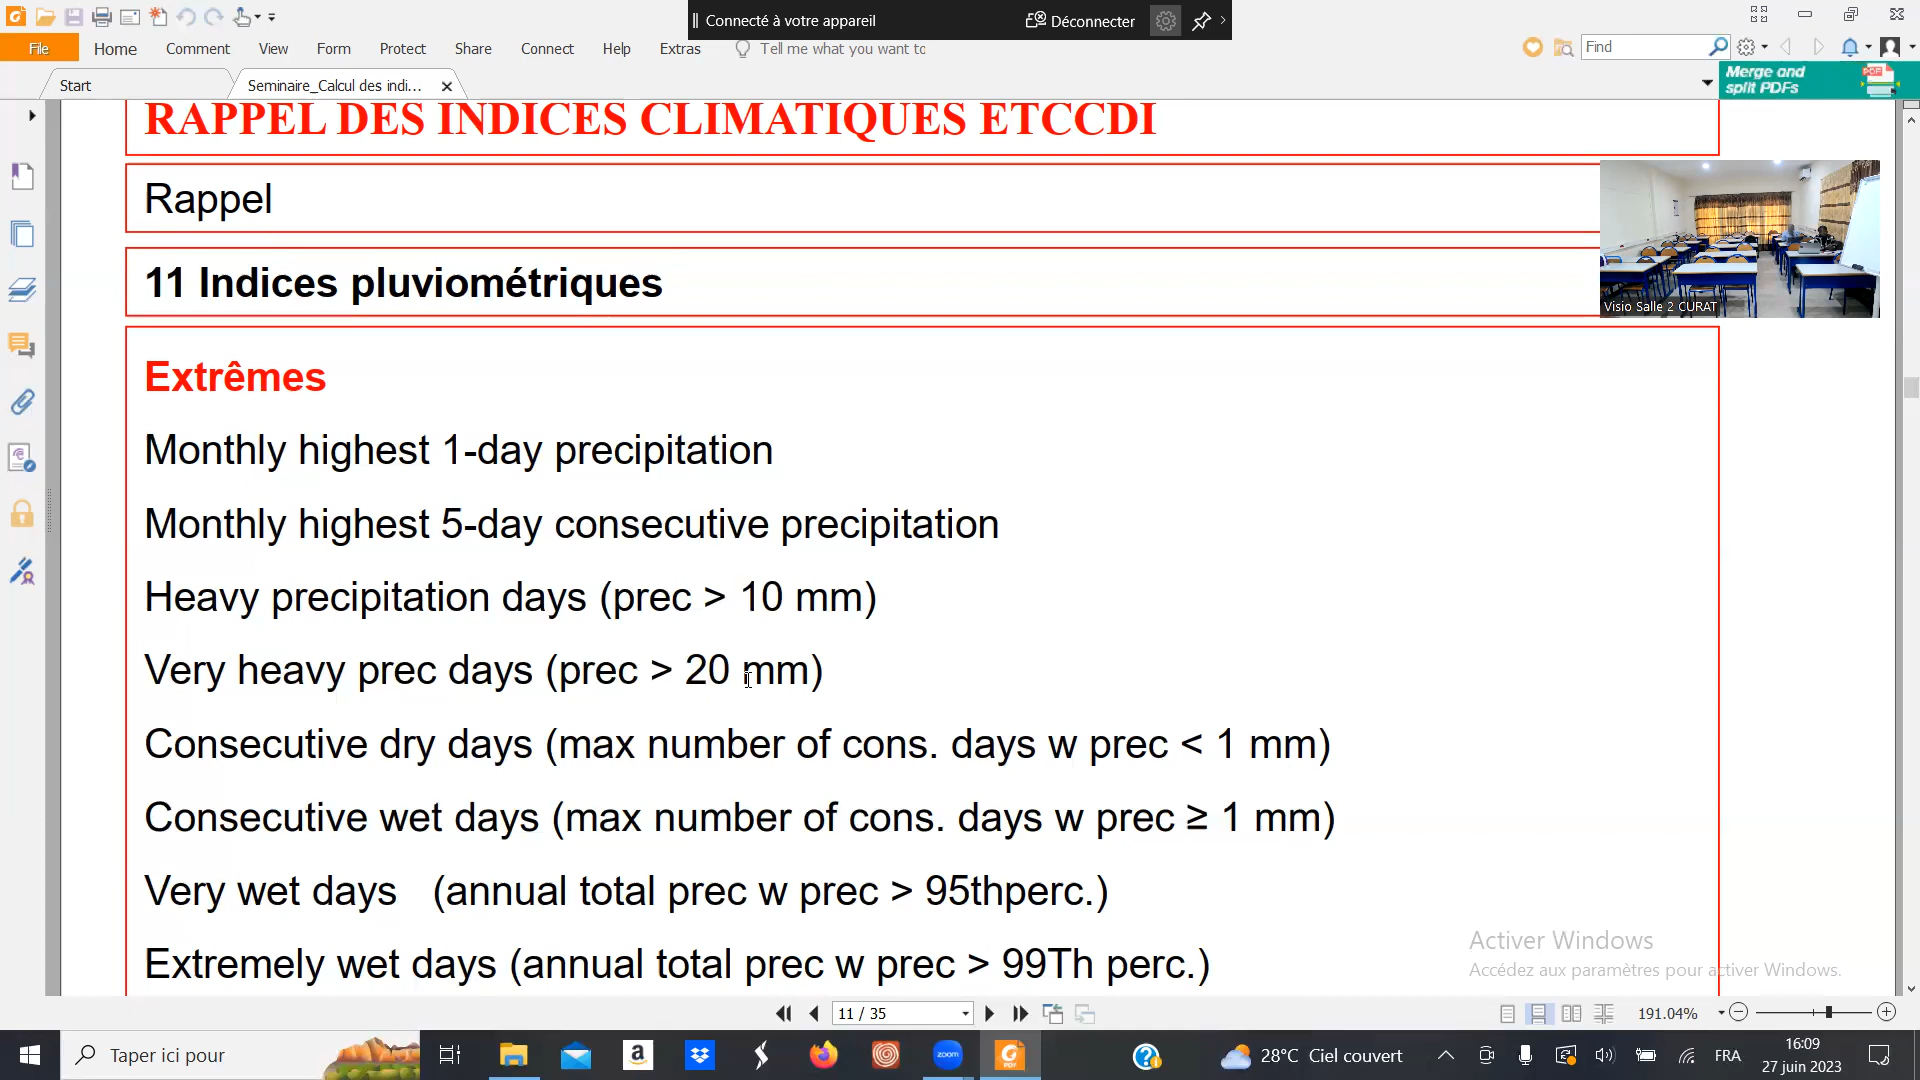 Connecté à votre appareil
Déconnecter
File
Home
Comment
View
Form
Protect
Share
Connect
Help
Extras
Tell me what you want to
Find
Start
Seminaire_Calcul des indi...
Merge and
split PDFs
RAPPEL DES INDICES CLIMATIQUES ETCCDI
Rappel
11 Indices pluviométriques
Visio Salle 2 CURAT
Extrêmes
Monthly highest 1-day precipitation
Monthly highest 5-day consecutive precipitation
Heavy precipitation days (prec > 10 mm)
Very heavy prec days (prec > 20 mm)
Consecutive dry days (max number of cons. days w prec < 1 mm)
Consecutive wet days (max number of cons. days w prec ≥ 1 mm)
Very wet days (annual total prec w prec > 95thperc.)
Extremely wet days (annual total prec w prec > 99Th perc.)
Activer Windows
Accédez aux paramètres pour activer Windows.
11 / 35
191.04%
Taper ici pour
a
zoom
PDF
28°C Ciel couvert
FRA
16:09
27 juin 2023